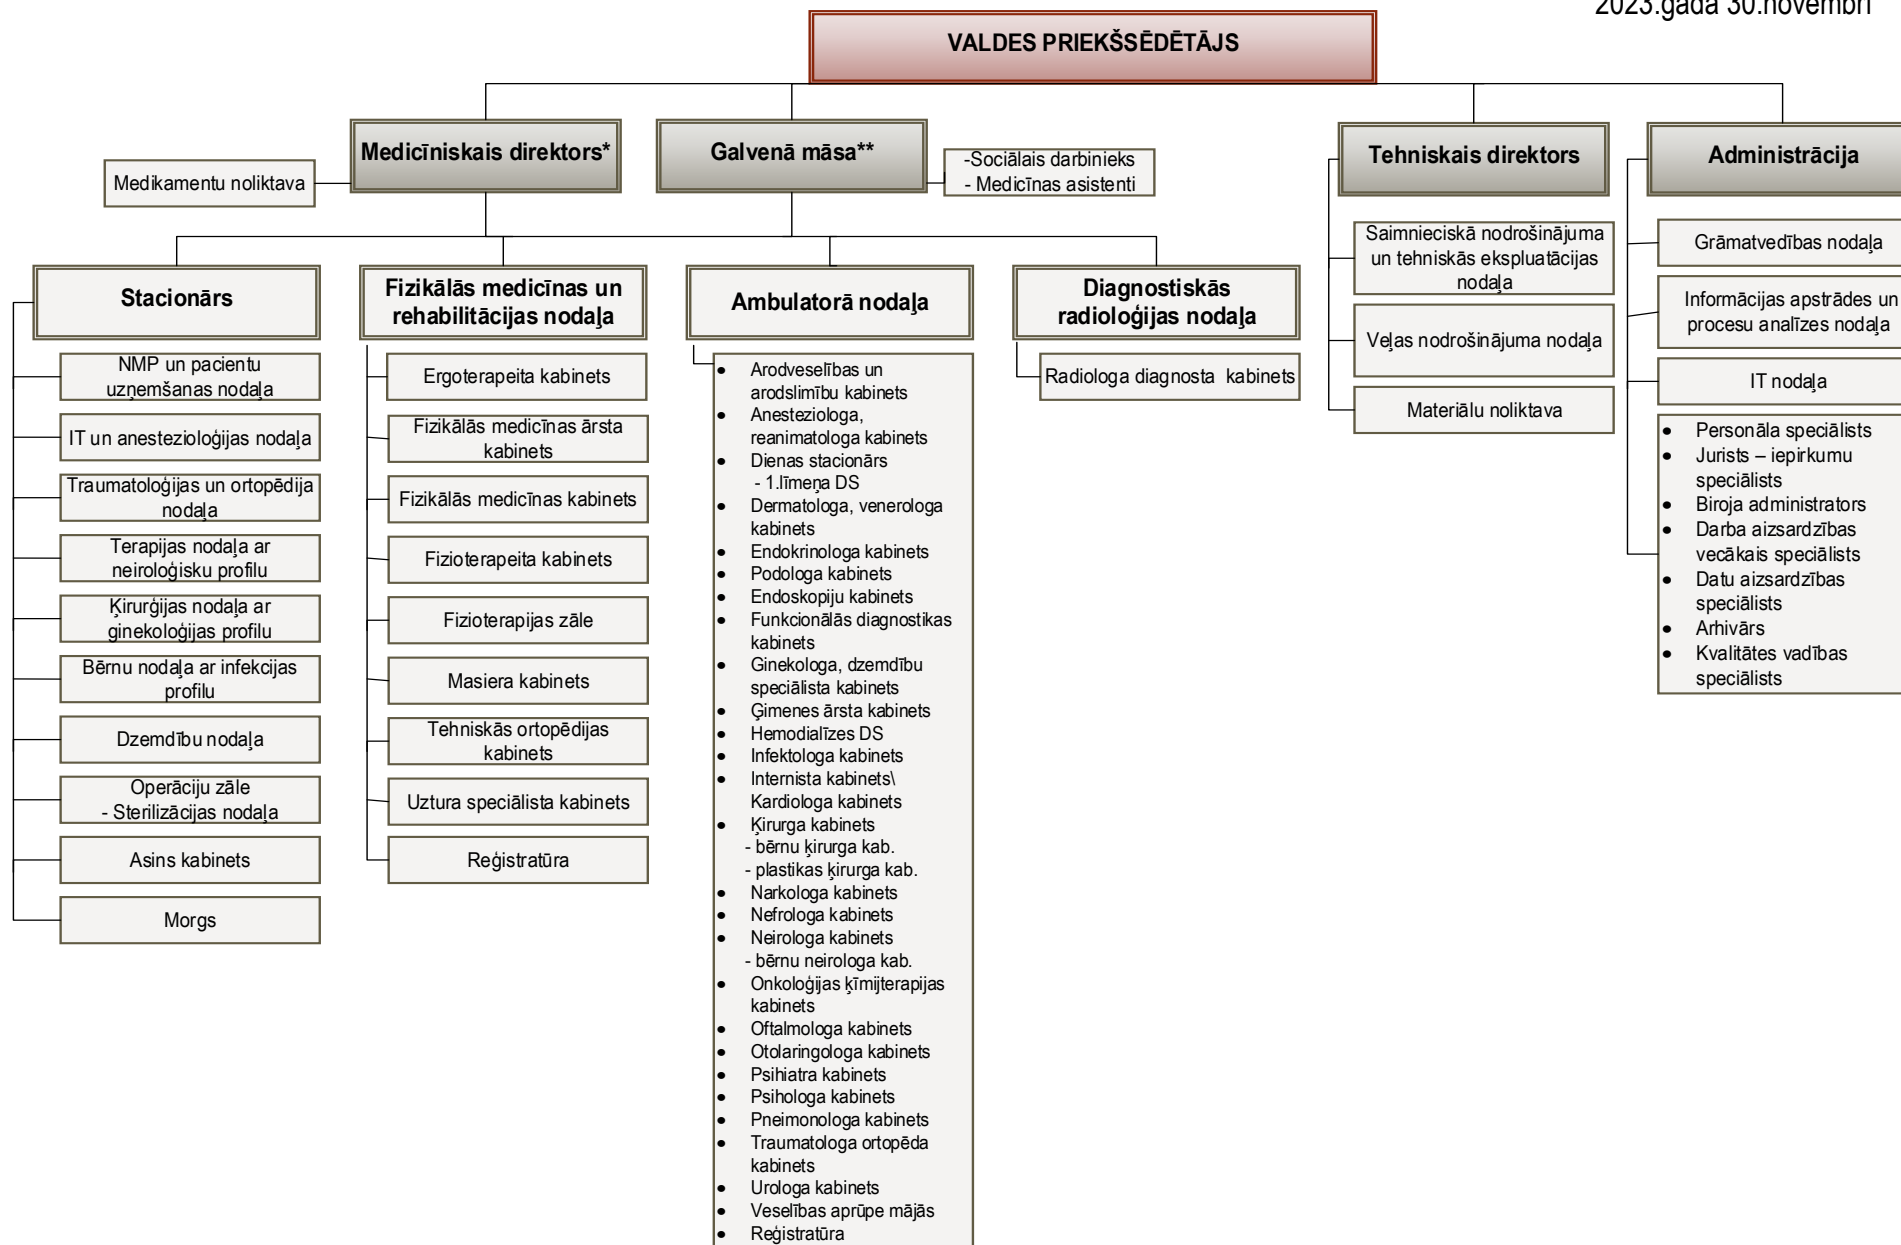 2023.gada 30.novembrī
VALDES PRIEKŠSĒDĒTĀJS
Medicīniskais direktors*
Galvenā māsa**
Tehniskais direktors
Administrācija
Medikamentu noliktava
-Sociālais darbinieks
- Medicīnas asistenti
Stacionārs
NMP un pacientu
uzņemšanas nodaļa
IT un anestezioloģijas nodaļa
Traumatoloģijas un ortopēdija
nodaļa
Terapijas nodaļa ar
neiroloģisku profilu
Ķirurģijas nodaļa ar
ginekoloģijas profilu
Bērnu nodaļa ar infekcijas
profilu
Dzemdību nodaļa
Operāciju zāle
- Sterilizācijas nodaļa
Asins kabinets
Morgs
Fizikālās medicīnas un
rehabilitācijas nodaļa
Ergoterapeita kabinets
Fizikālās medicīnas ārsta
kabinets
Fizikālās medicīnas kabinets
Fizioterapeita kabinets
Fizioterapijas zāle
Masiera kabinets
Tehniskās ortopēdijas
kabinets
Uztura speciālista kabinets
Reģistratūra
Ambulatorā nodaļa
• Arodveselības un
arodslimību kabinets
• Anesteziologa,
reanimatologa kabinets
• Dienas stacionārs
- 1.līmeņa DS
• Dermatologa, venerologa
kabinets
• Endokrinologa kabinets
• Podologa kabinets
• Endoskopiju kabinets
• Funkcionālās diagnostikas
kabinets
• Ginekologa, dzemdību
speciālista kabinets
• Ģimenes ārsta kabinets
• Hemodialīzes DS
• Infektologa kabinets
• Internista kabinets\
Kardiologa kabinets
• Ķirurga kabinets
- bērnu ķirurga kab.
- plastikas ķirurga kab.
• Narkologa kabinets
• Nefrologa kabinets
• Neirologa kabinets
- bērnu neirologa kab.
• Onkoloģijas ķīmijterapijas
kabinets
• Oftalmologa kabinets
• Otolaringologa kabinets
• Psihiatra kabinets
• Psihologa kabinets
• Pneimonologa kabinets
• Traumatologa ortopēda
kabinets
• Urologa kabinets
• Veselības aprūpe mājās
• Reģistratūra
Diagnostiskās
radioloģijas nodaļa
Radiologa diagnosta kabinets
Saimnieciskā nodrošinājuma
un tehniskās ekspluatācijas
nodaļa
Veļas nodrošinājuma nodaļa
Materiālu noliktava
Grāmatvedības nodaļa
Informācijas apstrādes un
procesu analīzes nodaļa
IT nodaļa
• Personāla speciālists
• Jurists – iepirkumu
speciālists
• Biroja administrators
• Darba aizsardzības
vecākais speciālists
• Datu aizsardzības
speciālists
• Arhivārs
• Kvalitātes vadības
speciālists